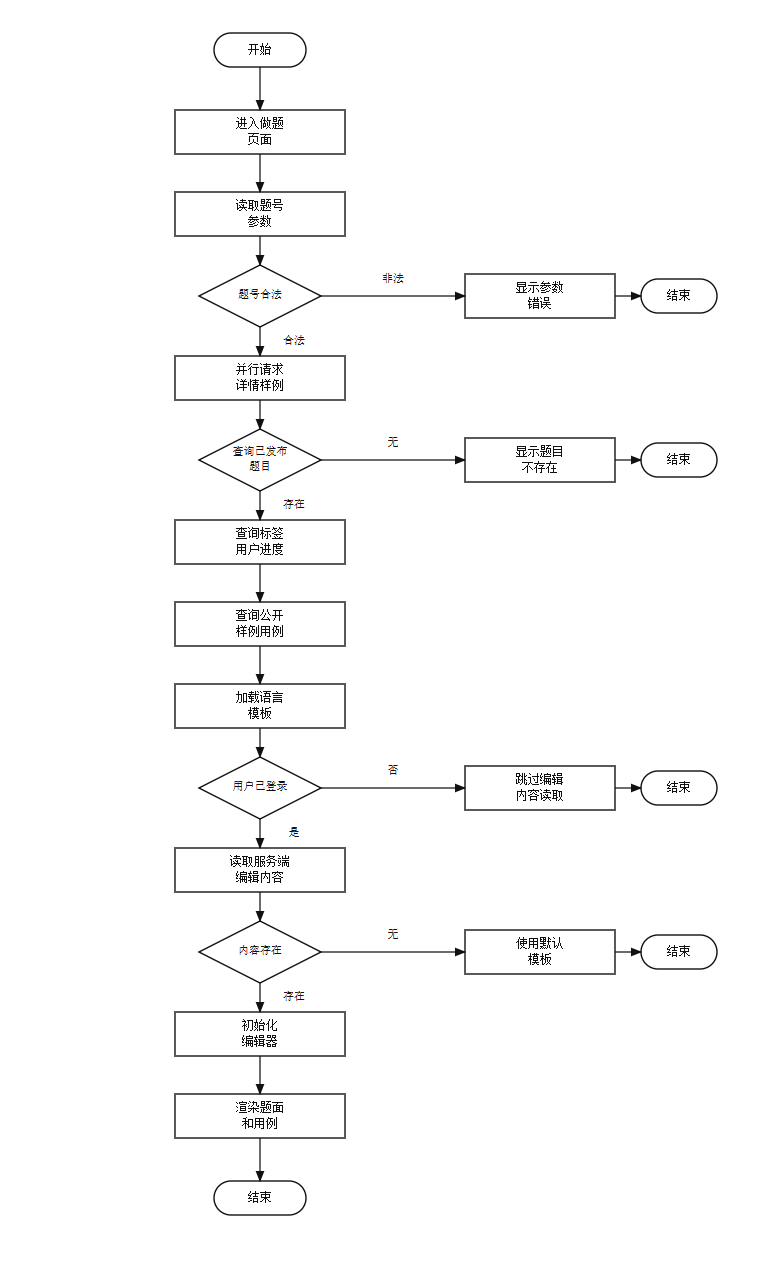 开始
进入做题
页面
读取题号
参数
题号合法
非法
显示参数
错误
结束
合法
并行请求
详情样例
查询已发布
题目
无
显示题目
不存在
结束
存在
查询标签
用户进度
查询公开
样例用例
加载语言
模板
用户已登录
否
跳过编辑
内容读取
结束
是
读取服务端
编辑内容
内容存在
无
使用默认
模板
结束
存在
初始化
编辑器
渲染题面
和用例
结束